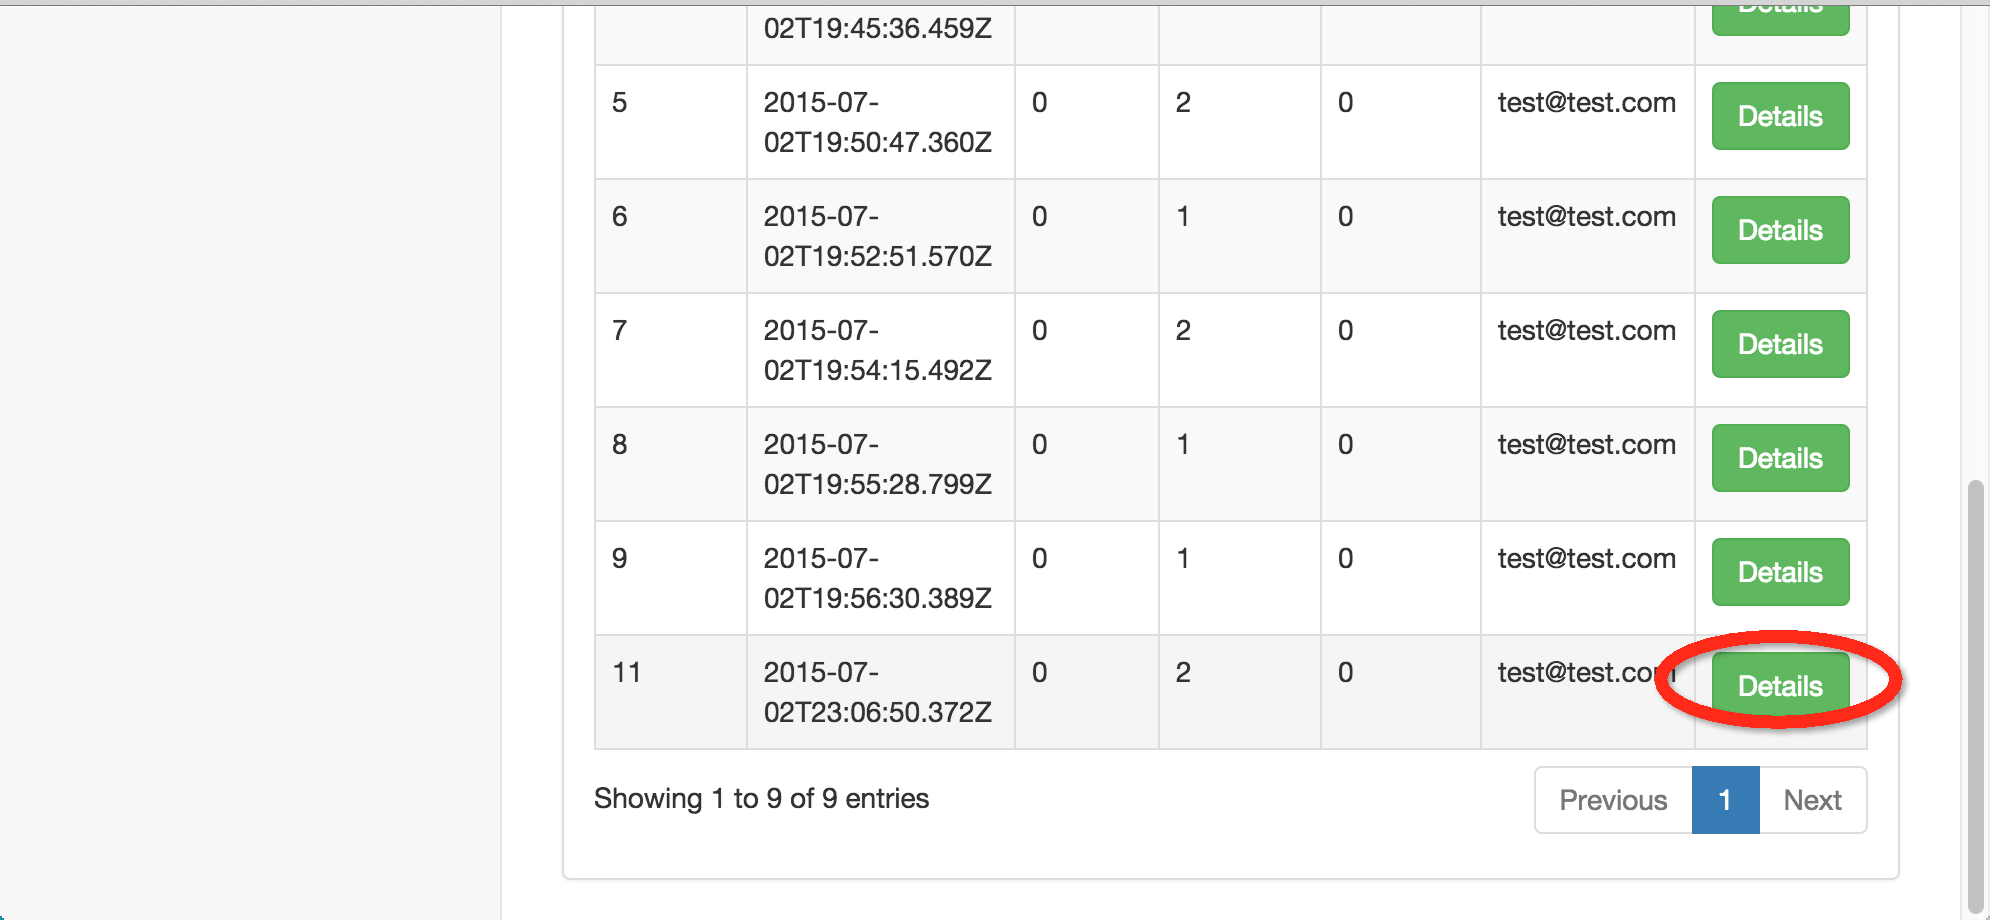 Details
02T19:45:36.459Z
5 2015-07- 0 2 0 test@test.com Details
02T19:50:47.360Z
6 2015-07- 0 1 0 test@test.com Details
02T19:52:51.570Z
7 2015-07- 0 2 0 test@test.com Details
02T19:54:15.492Z
8 2015-07- 0 1 0 test@test.com Details
02T19:55:28.799Z
9 2015-07- 0 1 0 test@test.com Details
02T19:56:30.389Z
11 2015-07- 0 2 0 test@test.com Details
02T23:06:50.372Z
Showing 1 to 9 of 9 entries
Previous 1 Next